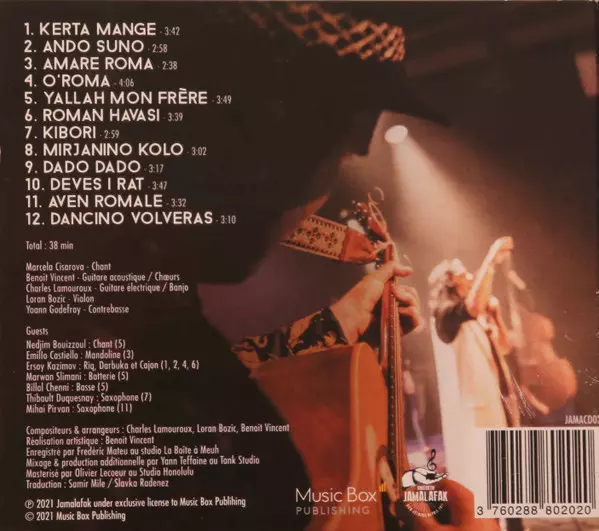 1. KERTA MANGE - 3:42
2. ANDO SUNO - 2:58
3. AMARE ROMA - 2:38
4. O'ROMA - 4:06
5. YALLAH MON FRÈRE - 3:49
6. ROMAN HAVASI - 3:39
7. KIBORI - 2:59
8. MIRJANINO KOLO - 3:02
9. DADO DADO - 3:17
10. DEVES I RAT - 3:47
11. AVEN ROMALE - 3:32
12. DANCINO VOLVERAS - 3:10
Total : 38 min
Marcela Cisarova - Chant
Benoit Vincent - Guitare acoustique / Chœurs
Charles Lamouroux - Guitare électrique / Banjo
Loran Bozic - Violon
Yoann Godefroy - Contrebasse
Guests
Nedjim Bouizzoul : Chant (5)
Emilio Castiello : Mandoline (3)
Ersoy Kazimov : Riq, Darbuka et Cajon (1, 2, 4, 6)
Marwan Slimani : Batterie (5)
Billal Chenni : Basse (5)
Thibault Duquesnay : Saxophone (7)
Mihai Pirvan : Saxophone (11)
Compositeurs & arrangeurs : Charles Lamouroux, Loran Bozic, Benoit Vincent
Réalisation artistique : Benoit Vincent
Enregistré par Frédéric Mateu au studio La Boîte à Meuh
Mixage & production additionnelle par Yann Teffaine au Tank Studio
Masterisé par Olivier Lecoeur au Studio Honolulu
Traduction : Samir Mile / Slavka Radenez
℗ 2021 Jamalafak under exclusive license to Music Box Publihing
© 2021 Music Box Publishing
Music Box
PUBLISHING
JAMALAFAK
3 760288 802020